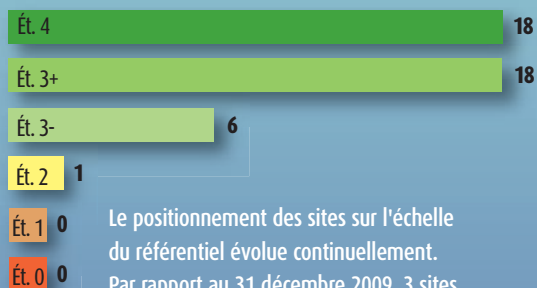 Ét. 4 18
Ét. 3+ 18
Ét. 3- 6
Ét. 2 1
Ét. 1 0
Ét. 0 0
Le positionnement des sites sur l'échelle
du référentiel évolue continuellement.
Par rapport au 31 décembre 2009, 3 sites